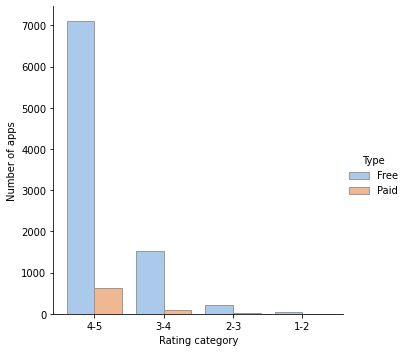 7000
6000
5000
4000
3000
2000
1000
0
Number of apps
4-5
3-4
2-3
1-2
Rating category
Type
Free
Paid